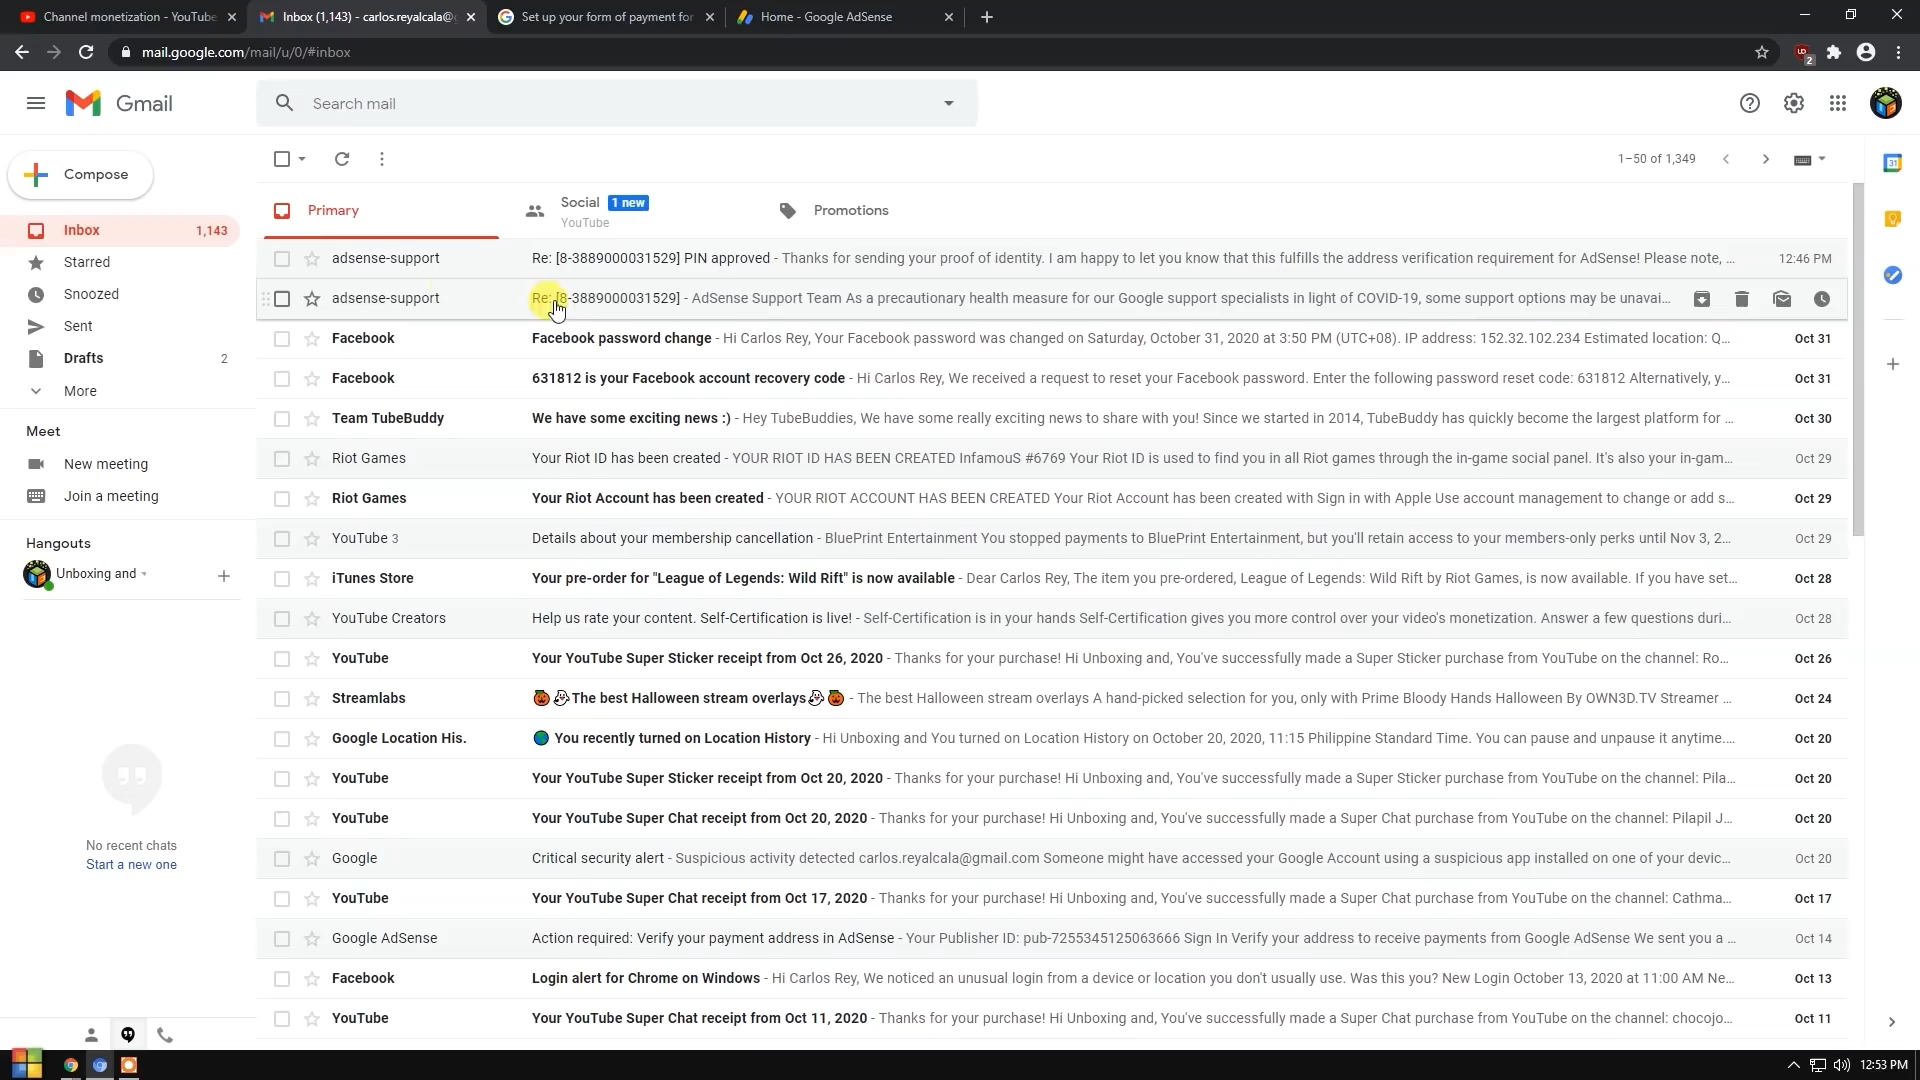 Channel monetization - YouTube
Inbox (1,143) - carlos.reyalcala@g
Set up your form of payment for
Home - Google AdSense
mail.google.com/mail/u/0/#inbox
2
Gmail
Search mail
Compose
1–50 of 1,349
31
Primary
Social 1 new
YouTube
Promotions
Inbox 1,143
Starred
Snoozed
Sent
Drafts 2
More
Meet
New meeting
Join a meeting
Hangouts
Unboxing and
No recent chats
Start a new one
adsense-support Re: [8-3889000031529] PIN approved - Thanks for sending your proof of identity. I am happy to let you know that this fulfills the address verification requirement for AdSense! Please note, ... 12:46 PM
adsense-support Re: [8-3889000031529] - AdSense Support Team As a precautionary health measure for our Google support specialists in light of COVID-19, some support options may be unavai...
Facebook Facebook password change - Hi Carlos Rey, Your Facebook password was changed on Saturday, October 31, 2020 at 3:50 PM (UTC+08). IP address: 152.32.102.234 Estimated location: Q... Oct 31
Facebook 631812 is your Facebook account recovery code - Hi Carlos Rey, We received a request to reset your Facebook password. Enter the following password reset code: 631812 Alternatively, y... Oct 31
Team TubeBuddy We have some exciting news :) - Hey TubeBuddies, We have some really exciting news to share with you! Since we started in 2014, TubeBuddy has quickly become the largest platform for ... Oct 30
Riot Games Your Riot ID has been created - YOUR RIOT ID HAS BEEN CREATED InfamouS #6769 Your Riot ID is used to find you in all Riot games through the in-game social panel. It's also your in-gam... Oct 29
Riot Games Your Riot Account has been created - YOUR RIOT ACCOUNT HAS BEEN CREATED Your Riot Account has been created with Sign in with Apple Use account management to change or add s... Oct 29
YouTube 3 Details about your membership cancellation - BluePrint Entertainment You stopped payments to BluePrint Entertainment, but you'll retain access to your members-only perks until Nov 3, 2... Oct 29
iTunes Store Your pre-order for "League of Legends: Wild Rift" is now available - Dear Carlos Rey, The item you pre-ordered, League of Legends: Wild Rift by Riot Games, is now available. If you have set... Oct 28
YouTube Creators Help us rate your content. Self-Certification is live! - Self-Certification is in your hands Self-Certification gives you more control over your video's monetization. Answer a few questions duri... Oct 28
YouTube Your YouTube Super Sticker receipt from Oct 26, 2020 - Thanks for your purchase! Hi Unboxing and, You've successfully made a Super Sticker purchase from YouTube on the channel: Ro... Oct 26
Streamlabs 🎃👻The best Halloween stream overlays👻🎃 - The best Halloween stream overlays A hand-picked selection for you, only with Prime Bloody Hands Halloween By OWN3D.TV Streamer ... Oct 24
Google Location His. 🌏 You recently turned on Location History - Hi Unboxing and You turned on Location History on October 20, 2020, 11:15 Philippine Standard Time. You can pause and unpause it anytime.... Oct 20
YouTube Your YouTube Super Sticker receipt from Oct 20, 2020 - Thanks for your purchase! Hi Unboxing and, You've successfully made a Super Sticker purchase from YouTube on the channel: Pila... Oct 20
YouTube Your YouTube Super Chat receipt from Oct 20, 2020 - Thanks for your purchase! Hi Unboxing and, You've successfully made a Super Chat purchase from YouTube on the channel: Pilapil J... Oct 20
Google Critical security alert - Suspicious activity detected carlos.reyalcala@gmail.com Someone might have accessed your Google Account using a suspicious app installed on one of your devic... Oct 20
YouTube Your YouTube Super Chat receipt from Oct 17, 2020 - Thanks for your purchase! Hi Unboxing and, You've successfully made a Super Chat purchase from YouTube on the channel: Cathma... Oct 17
Google AdSense Action required: Verify your payment address in AdSense - Your Publisher ID: pub-7255345125063666 Sign In Verify your address to receive payments from Google AdSense We sent you a ... Oct 14
Facebook Login alert for Chrome on Windows - Hi Carlos Rey, We noticed an unusual login from a device or location you don't usually use. Was this you? New Login October 13, 2020 at 11:00 AM Ne... Oct 13
YouTube Your YouTube Super Chat receipt from Oct 11, 2020 - Thanks for your purchase! Hi Unboxing and, You've successfully made a Super Chat purchase from YouTube on the channel: chocojo... Oct 11
12:53 PM